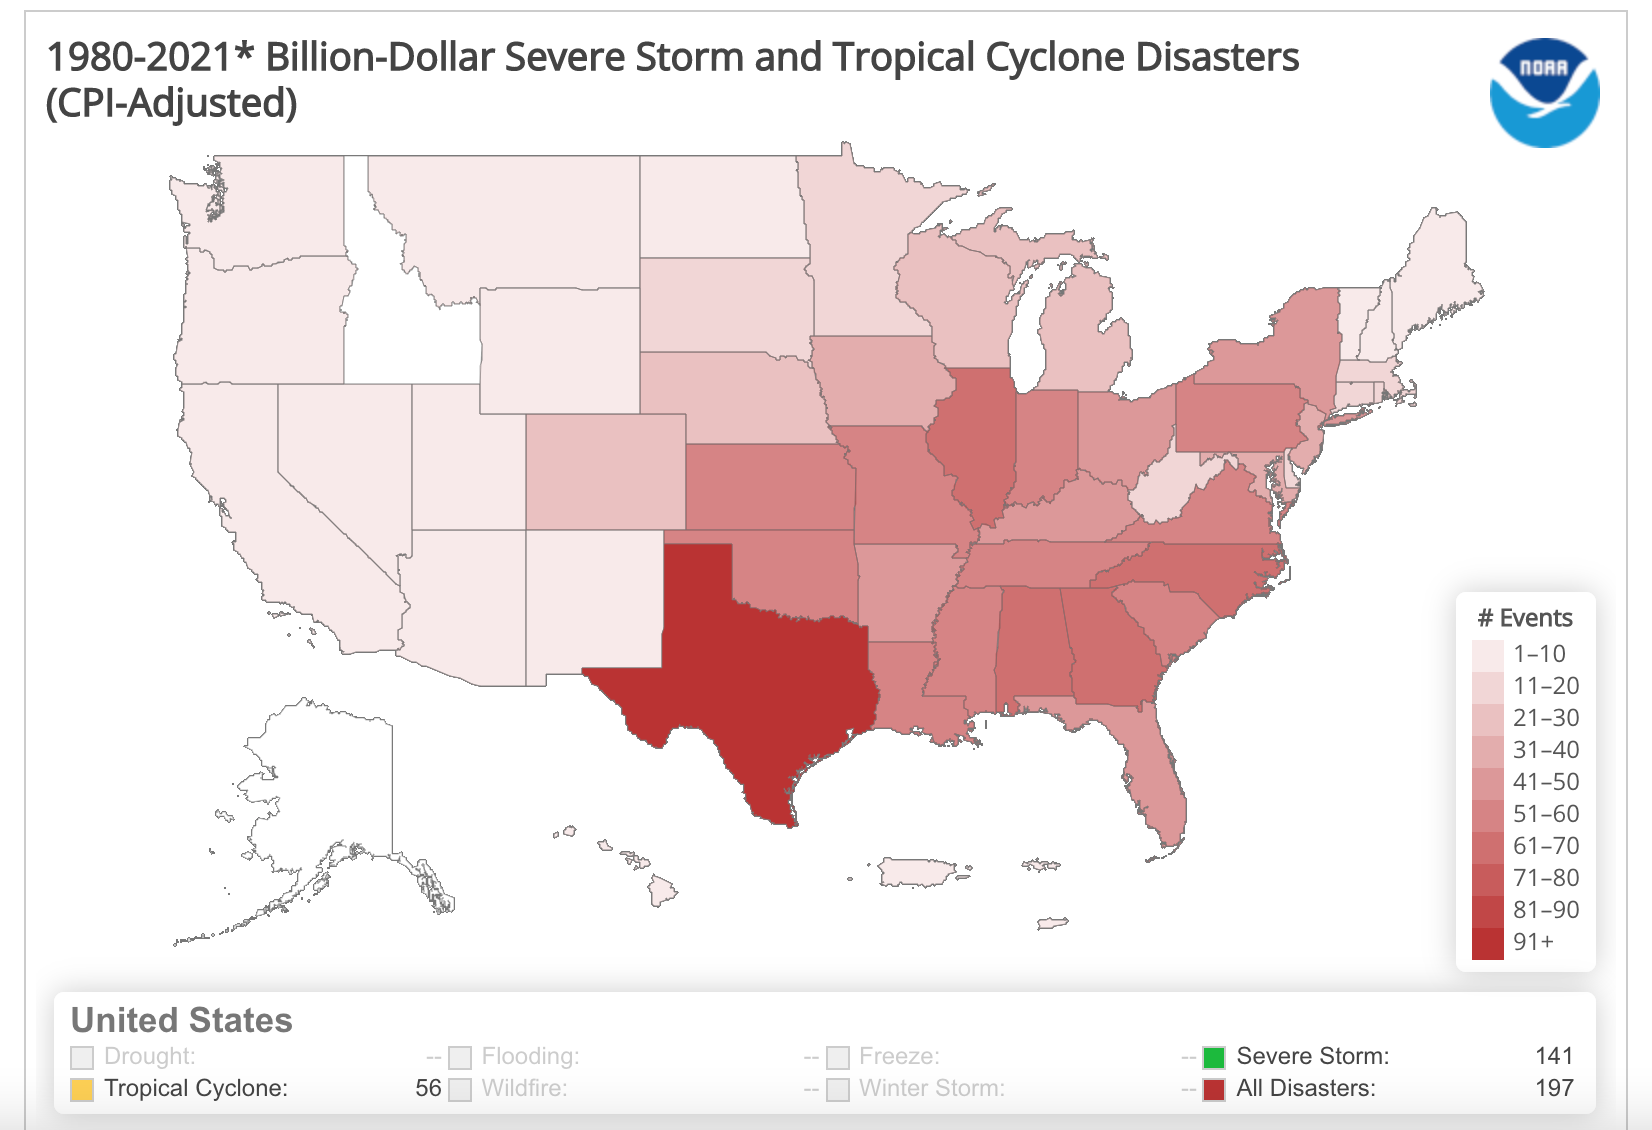 1980-2021* Billion-Dollar Severe Storm and Tropical Cyclone Disasters
(CPI-Adjusted)
NOAA
# Events
1–10
11–20
21–30
31–40
41–50
51–60
61–70
71–80
81–90
91+
United States
Drought: -- Flooding: -- Freeze: -- Severe Storm: 141
Tropical Cyclone: 56 Wildfire: -- Winter Storm: -- All Disasters: 197